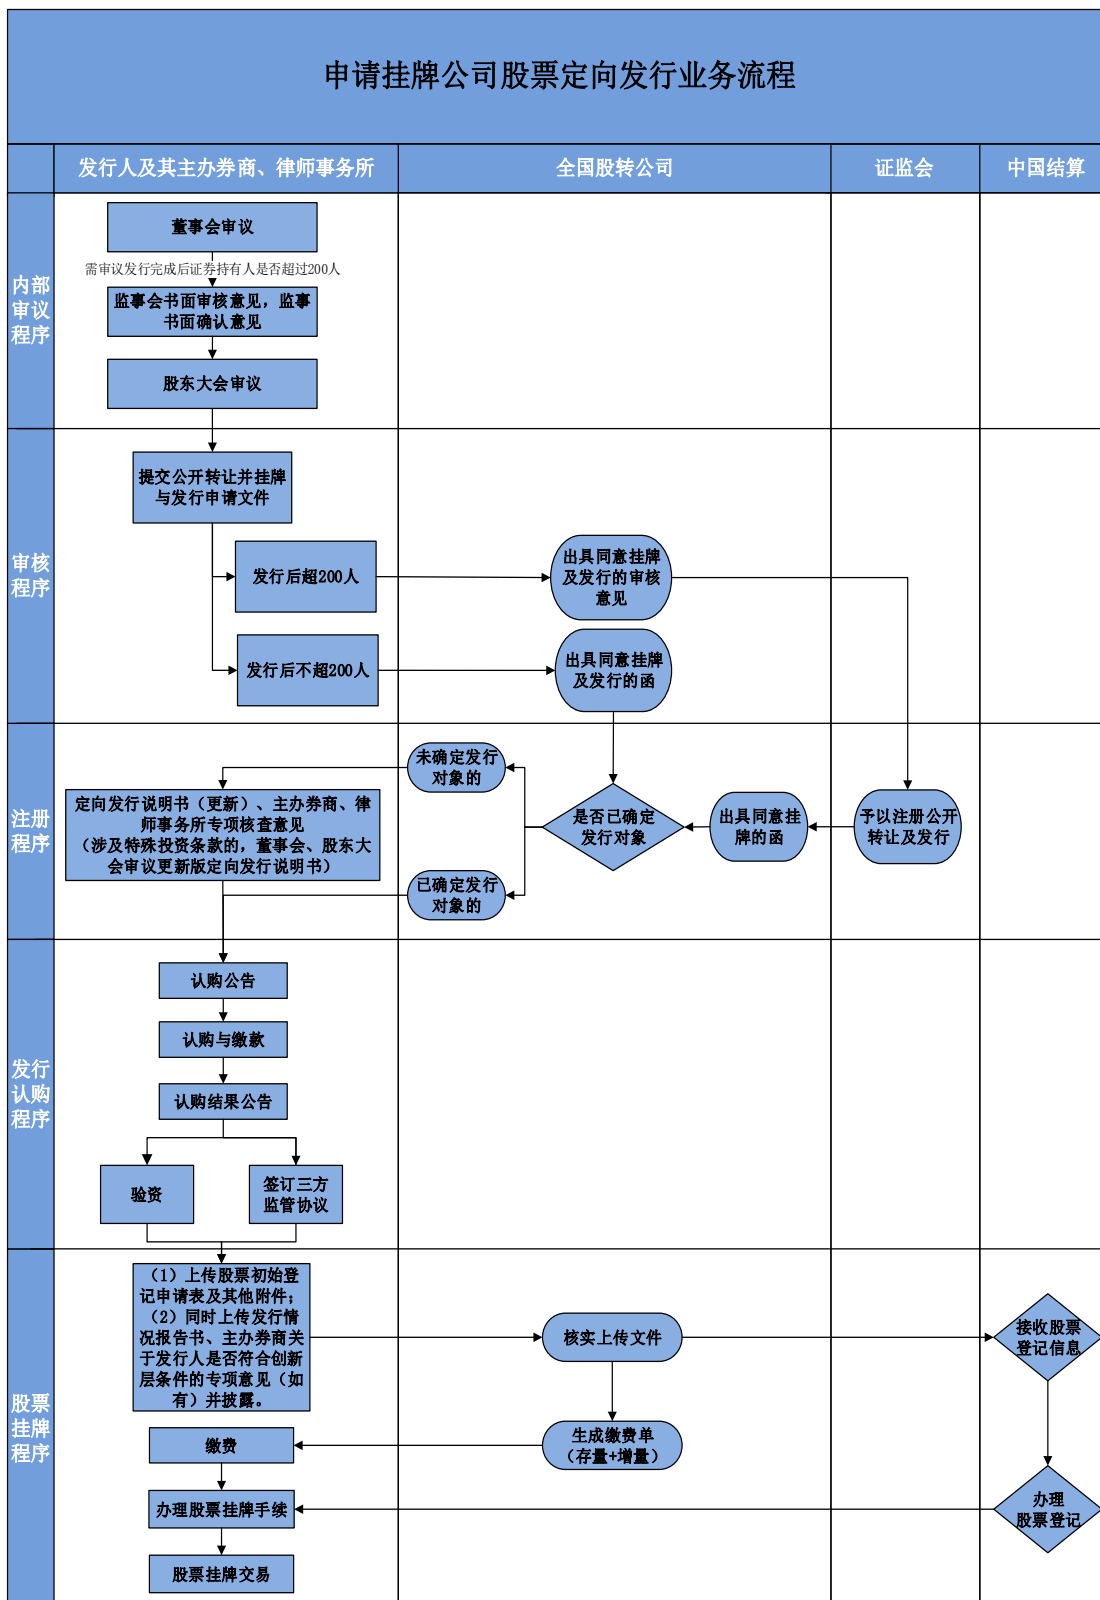 申请挂牌公司股票定向发行业务流程
发行人及其主办券商、律师事务所
全国股转公司
证监会
中国结算
内部
审议
程序
董事会审议
需审议发行完成后证券持有人是否超过200人
监事会书面审核意见，监事
书面确认意见
股东大会审议
审核
程序
提交公开转让并挂牌
与发行申请文件
发行后超200人
出具同意挂牌
及发行的审核
意见
发行后不超200人
出具同意挂牌
及发行的函
注册
程序
未确定发行
对象的
定向发行说明书（更新）、主办券商、律
师事务所专项核查意见
（涉及特殊投资条款的，董事会、股东大
会审议更新版定向发行说明书）
是否已确定
发行对象
出具同意挂
牌的函
予以注册公开
转让及发行
已确定发行
对象的
发行
认购
程序
认购公告
认购与缴款
认购结果公告
验资
签订三方
监管协议
股票
挂牌
程序
（1）上传股票初始登
记申请表及其他附件；
（2）同时上传发行情
况报告书、主办券商关
于发行人是否符合创新
层条件的专项意见（如
有）并披露。
核实上传文件
接收股票
登记信息
生成缴费单
（存量+增量）
缴费
办理股票挂牌手续
办理
股票登记
股票挂牌交易